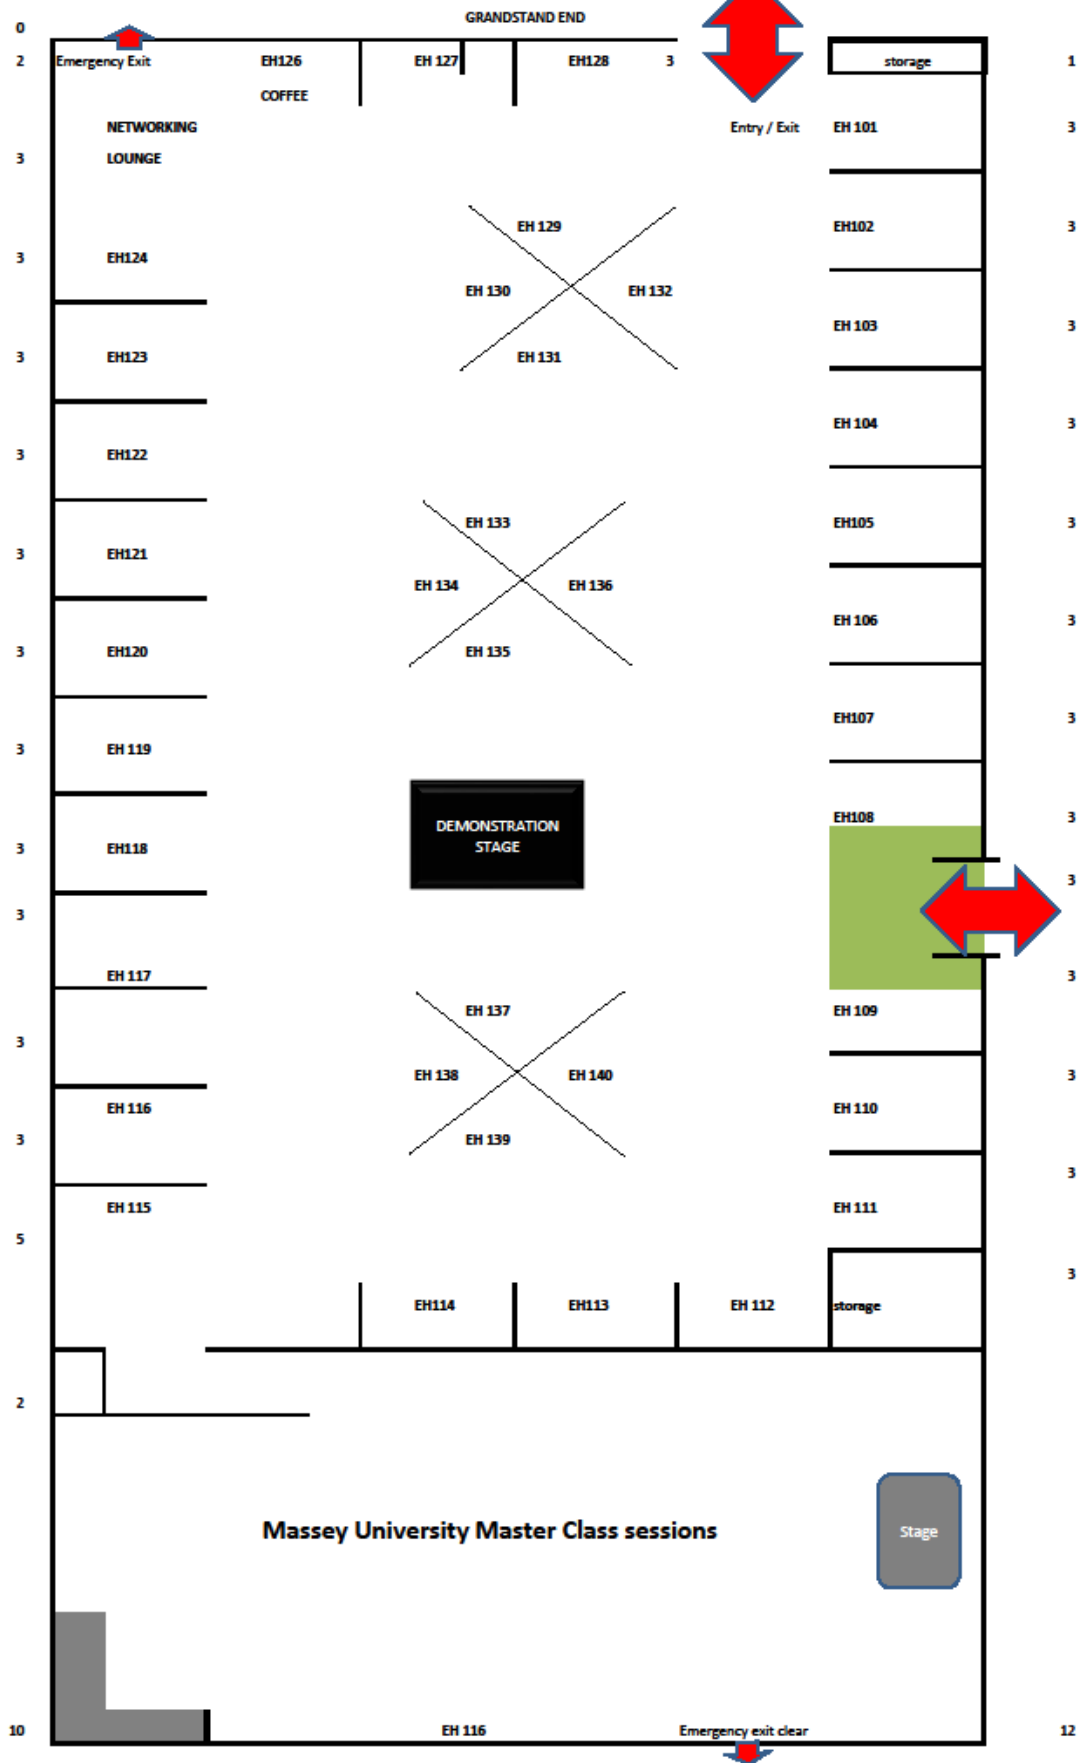 GRANDSTAND END
0
2 Emergency Exit EH126 EH 127 EH128 3 storage 1
COFFEE
NETWORKING Entry / Exit EH 101 3
3 LOUNGE
EH 129 EH102 3
3 EH124
EH 130 EH 132
EH 103 3
3 EH123 EH 131
EH 104 3
3 EH122
EH 133 EH105 3
3 EH121
EH 134 EH 136
EH 106 3
3 EH120 EH 135
EH107 3
3 EH 119
EH108 3
DEMONSTRATION
STAGE
3 EH118
3
3
EH 117 3
EH 137 EH 109
3
EH 138 EH 140 3
EH 116 EH 110
3 EH 139
3
EH 115 EH 111
5
3
EH114 EH113 EH 112 storage
2
Massey University Master Class sessions Stage
10 EH 116 Emergency exit clear 12